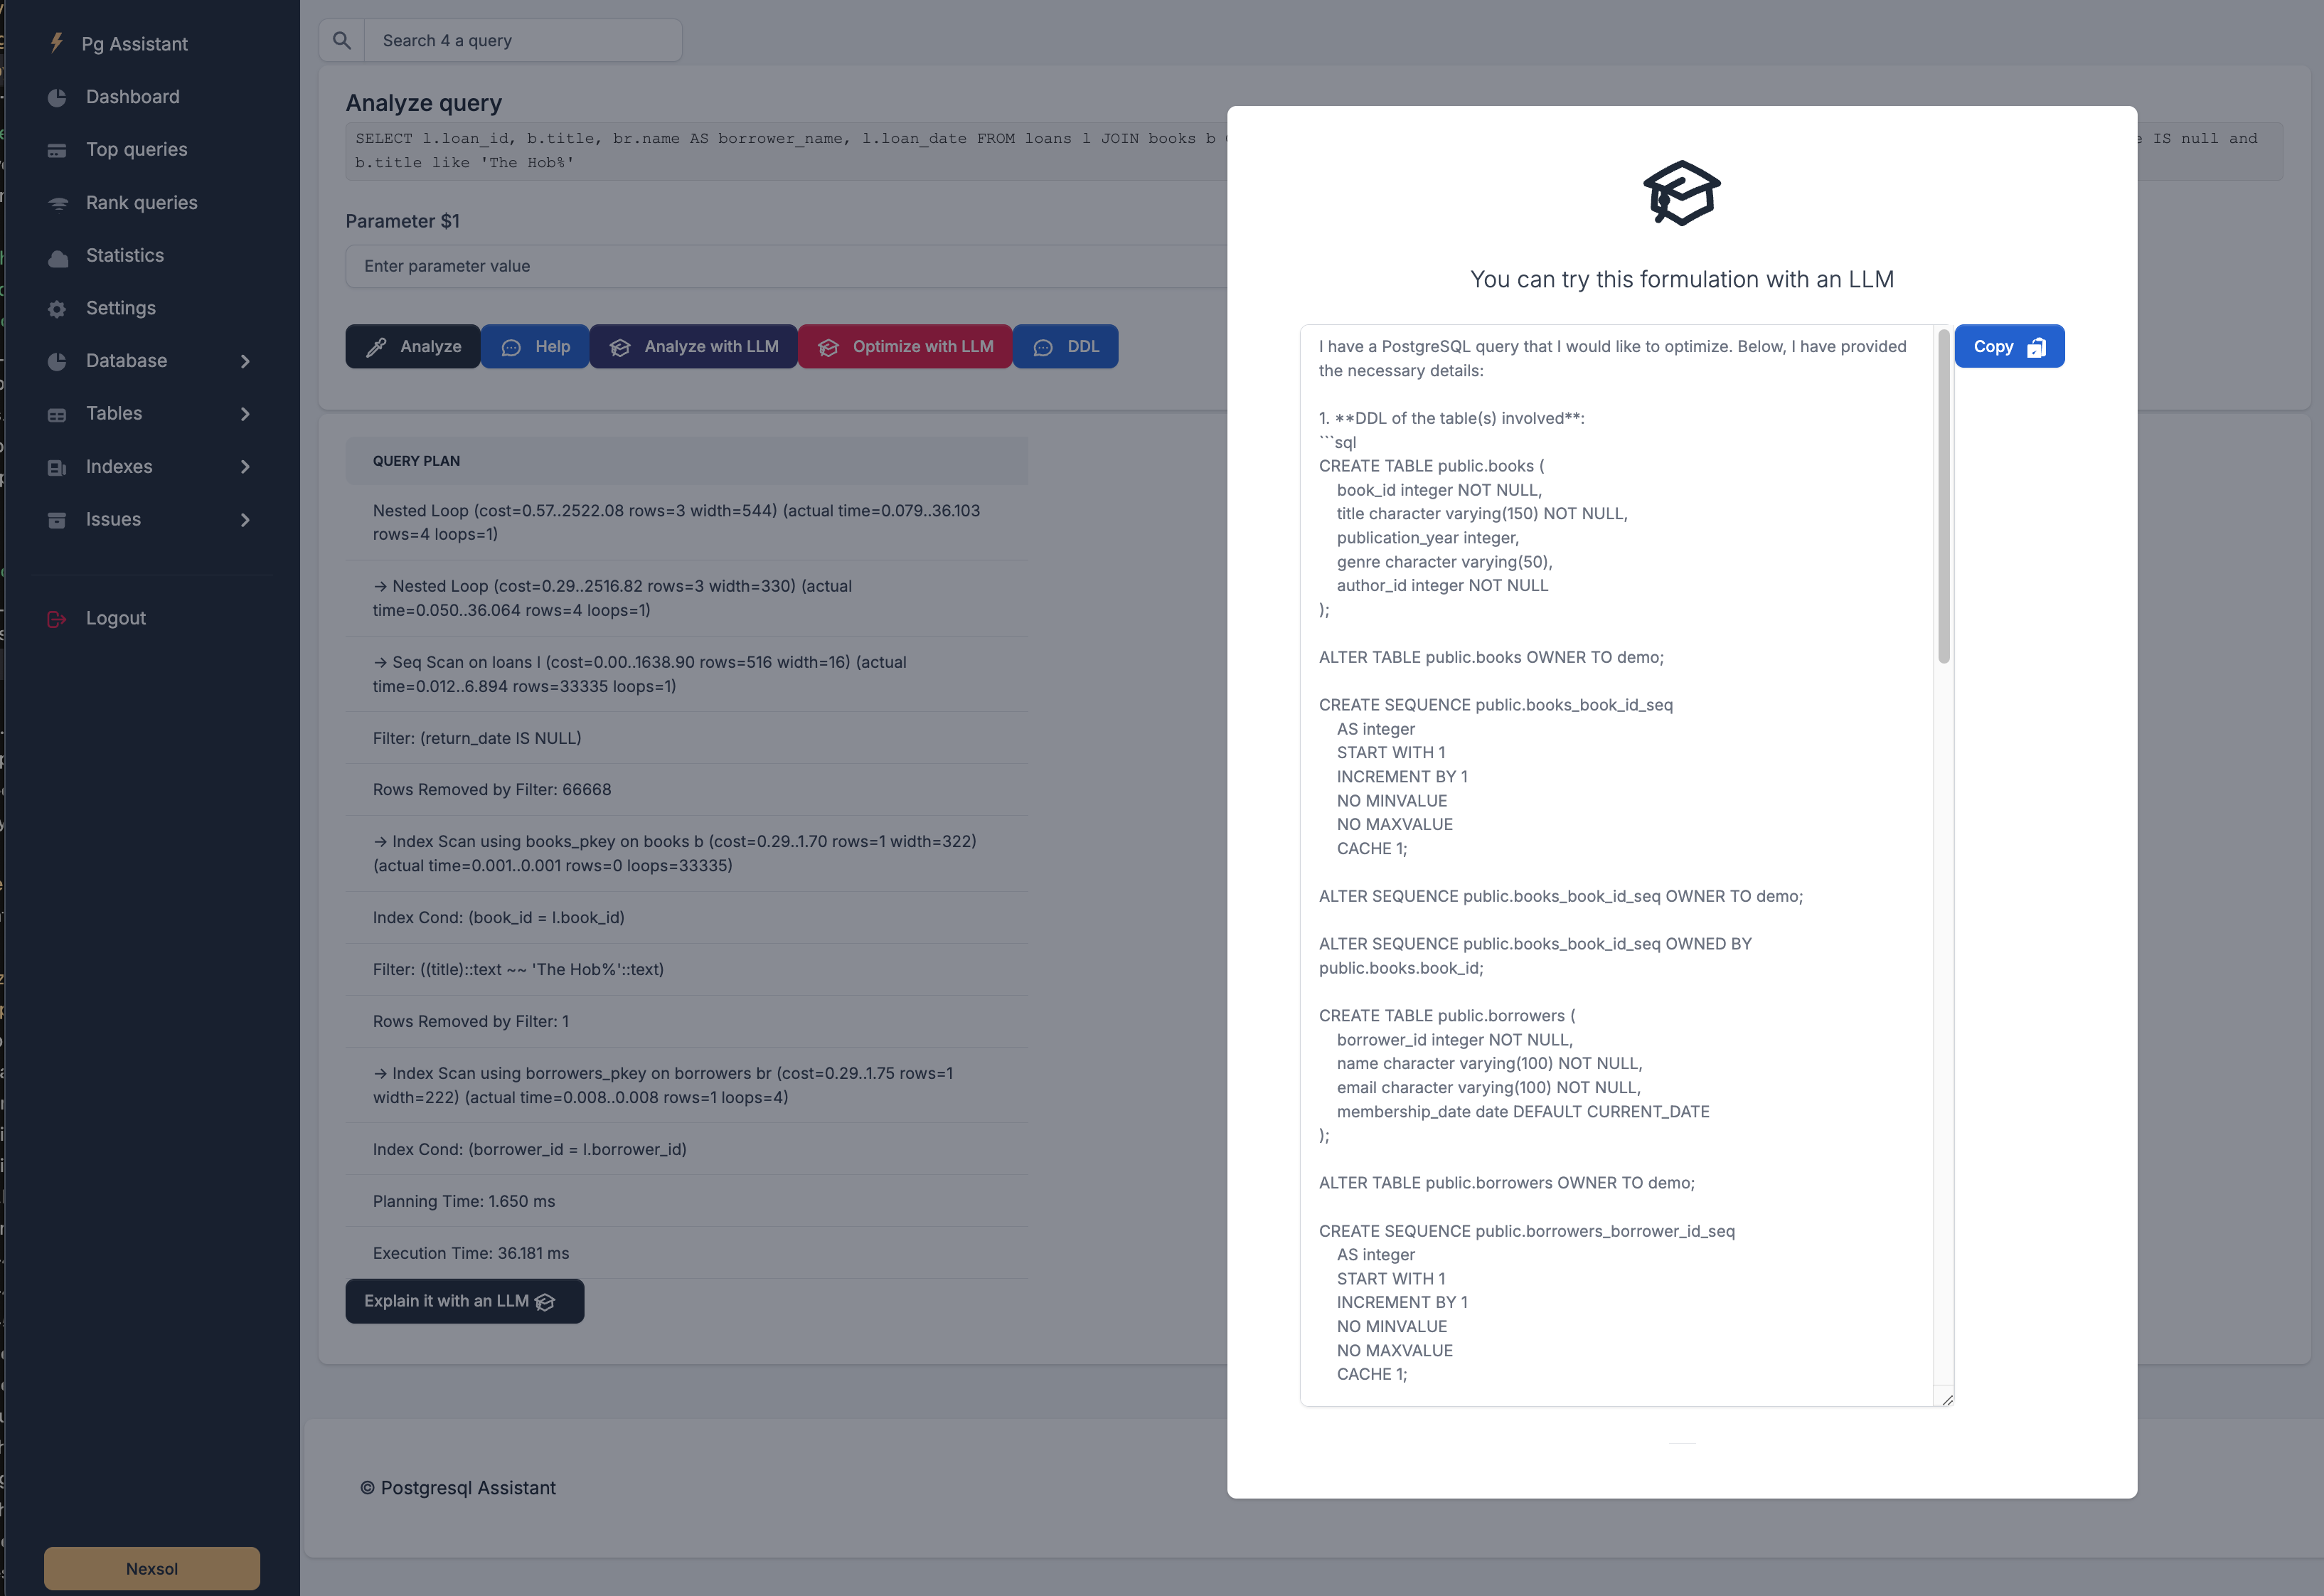 Pg Assistant
Dashboard
Top queries
Rank queries
Statistics
Settings
Database
Tables
Indexes
Issues
Logout
Nexsol
Search 4 a query
Analyze query
SELECT l.loan_id, b.title, br.name AS borrower_name, l.loan_date FROM loans l JOIN books b
IS null and
b.title like 'The Hob%'
Parameter $1
Enter parameter value
Analyze
Help
Analyze with LLM
Optimize with LLM
DDL
QUERY PLAN
Nested Loop (cost=0.57..2522.08 rows=3 width=544) (actual time=0.079..36.103
rows=4 loops=1)
→ Nested Loop (cost=0.29..2516.82 rows=3 width=330) (actual
time=0.050..36.064 rows=4 loops=1)
→ Seq Scan on loans l (cost=0.00..1638.90 rows=516 width=16) (actual
time=0.012..6.894 rows=33335 loops=1)
Filter: (return_date IS NULL)
Rows Removed by Filter: 66668
→ Index Scan using books_pkey on books b (cost=0.29..1.70 rows=1 width=322)
(actual time=0.001..0.001 rows=0 loops=33335)
Index Cond: (book_id = l.book_id)
Filter: ((title)::text ~~ 'The Hob%'::text)
Rows Removed by Filter: 1
→ Index Scan using borrowers_pkey on borrowers br (cost=0.29..1.75 rows=1
width=222) (actual time=0.008..0.008 rows=1 loops=4)
Index Cond: (borrower_id = l.borrower_id)
Planning Time: 1.650 ms
Execution Time: 36.181 ms
Explain it with an LLM
© Postgresql Assistant
You can try this formulation with an LLM
Copy
I have a PostgreSQL query that I would like to optimize. Below, I have provided
the necessary details:
1. **DDL of the table(s) involved**:
```sql
CREATE TABLE public.books (
book_id integer NOT NULL,
title character varying(150) NOT NULL,
publication_year integer,
genre character varying(50),
author_id integer NOT NULL
);
ALTER TABLE public.books OWNER TO demo;
CREATE SEQUENCE public.books_book_id_seq
AS integer
START WITH 1
INCREMENT BY 1
NO MINVALUE
NO MAXVALUE
CACHE 1;
ALTER SEQUENCE public.books_book_id_seq OWNER TO demo;
ALTER SEQUENCE public.books_book_id_seq OWNED BY
public.books.book_id;
CREATE TABLE public.borrowers (
borrower_id integer NOT NULL,
name character varying(100) NOT NULL,
email character varying(100) NOT NULL,
membership_date date DEFAULT CURRENT_DATE
);
ALTER TABLE public.borrowers OWNER TO demo;
CREATE SEQUENCE public.borrowers_borrower_id_seq
AS integer
START WITH 1
INCREMENT BY 1
NO MINVALUE
NO MAXVALUE
CACHE 1;